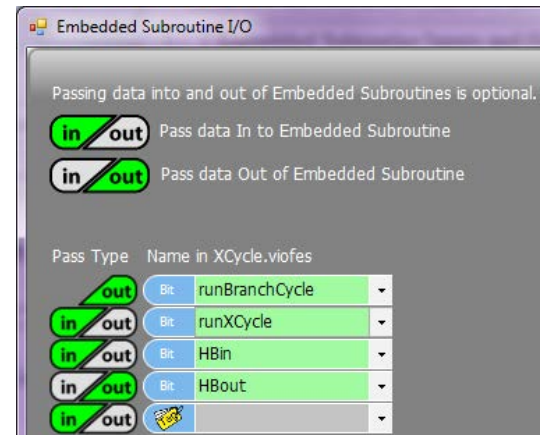 Embedded Subroutine I/O
Passing data into and out of Embedded Subroutines is optional.
in out Pass data In to Embedded Subroutine
in out Pass data Out of Embedded Subroutine
Pass Type Name in XCycle.viofes
out Bit runBranchCycle
in out Bit runXCycle
in out Bit HBin
in out Bit HBout
in out